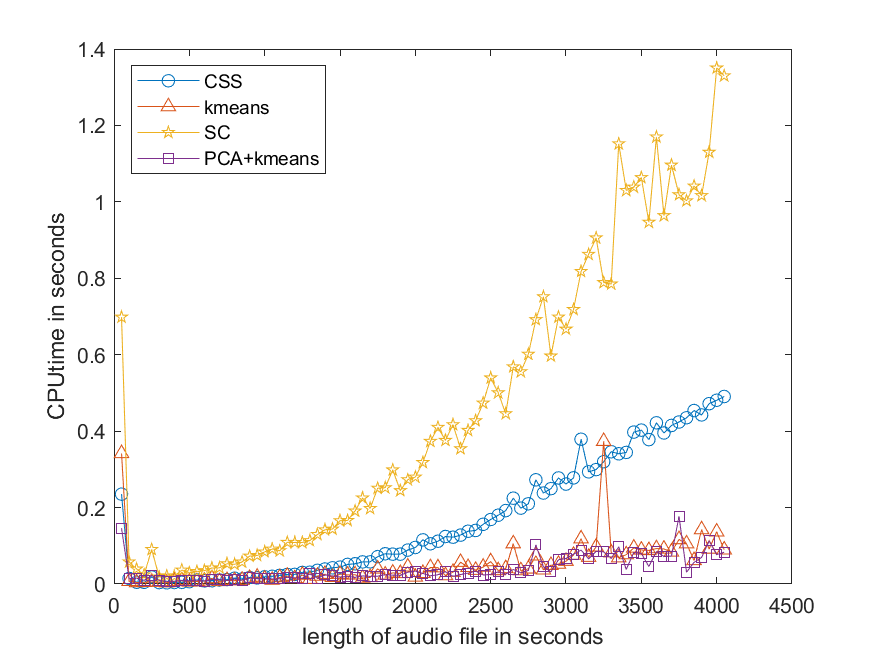 1.4
1.2
1
0.8
0.6
0.4
0.2
0
CPUtime in seconds
CSS
kmeans
SC
PCA+kmeans
0 500 1000 1500 2000 2500 3000 3500 4000 4500
length of audio file in seconds